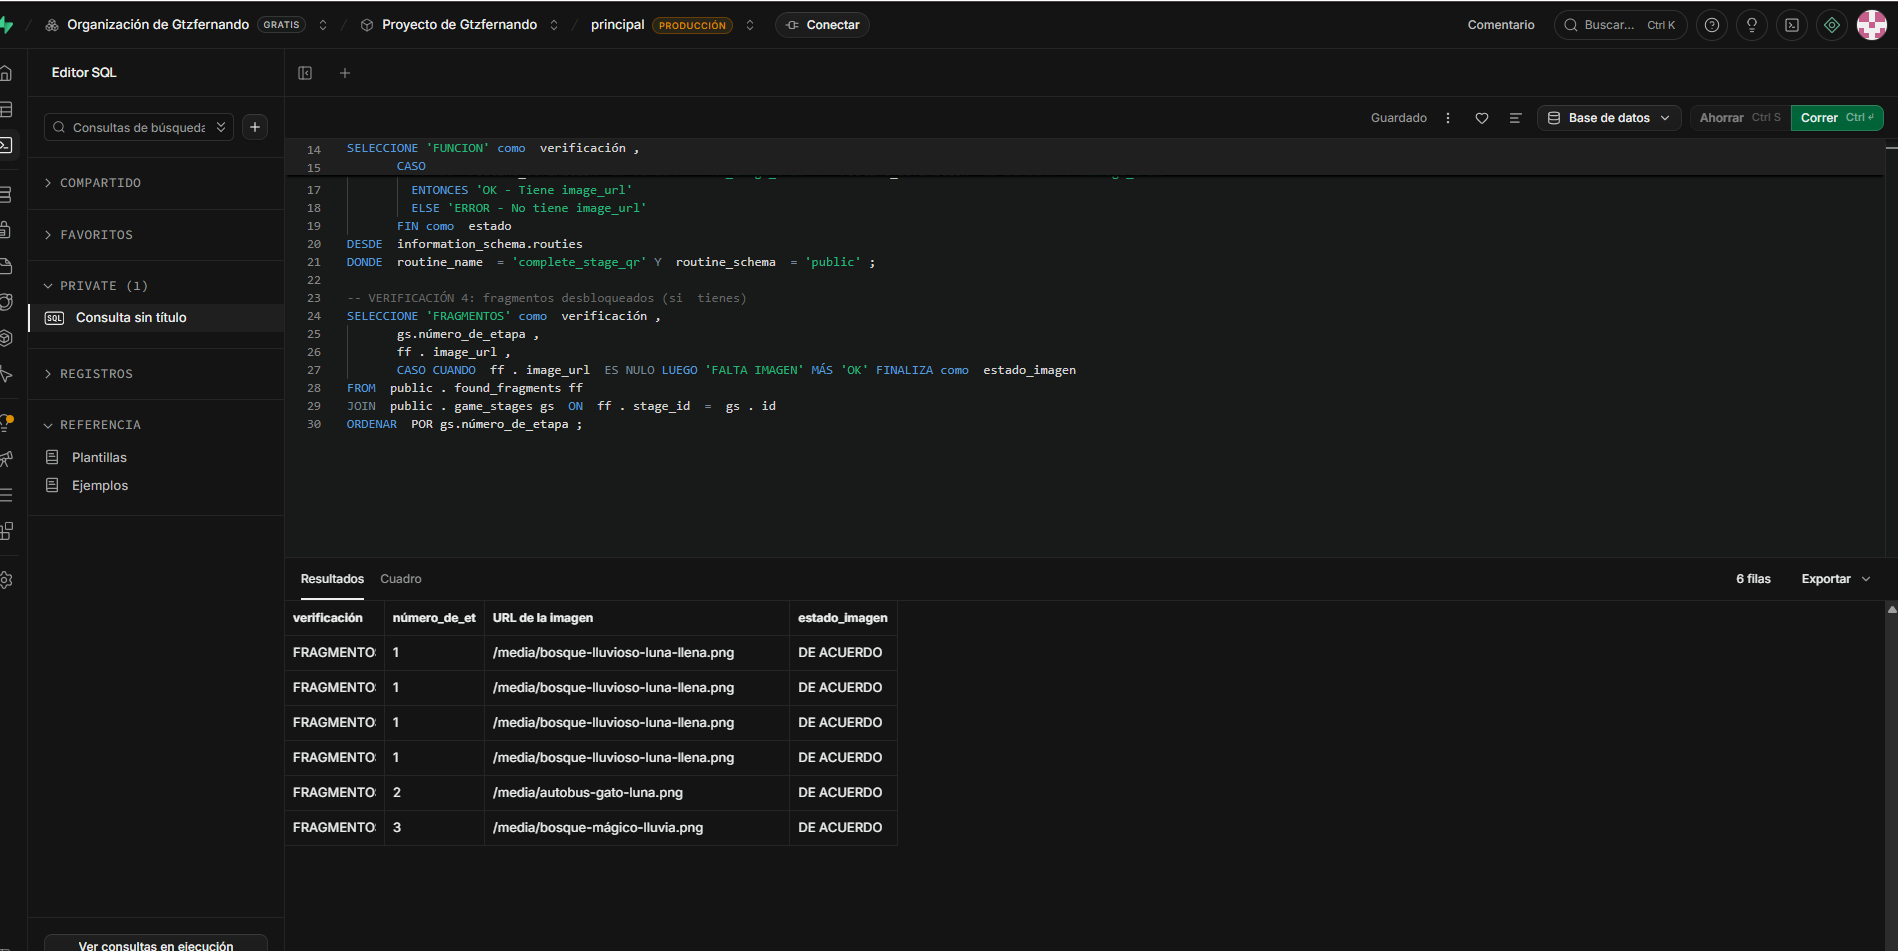 Organización de Gtzfernando GRATIS / Proyecto de Gtzfernando / principal PRODUCCIÓN Conectar
Comentario Buscar... Ctrl K
Editor SQL
Consultas de búsqueda
Guardado Base de datos Ahorrar Ctrl S Correr Ctrl
COMPARTIDO
FAVORITOS
PRIVATE (1)
SQL Consulta sin título
REGISTROS
REFERENCIA
Plantillas
Ejemplos
Ver consultas en ejecución
14 SELECCIONE 'FUNCION' como verificación ,
15 CASO
17 ENTONCES 'OK - Tiene image_url'
18 ELSE 'ERROR - No tiene image_url'
19 FIN como estado
20 DESDE information_schema.routies
21 DONDE routine_name = 'complete_stage_qr' Y routine_schema = 'public' ;
22
23 -- VERIFICACIÓN 4: fragmentos desbloqueados (si tienes)
24 SELECCIONE 'FRAGMENTOS' como verificación ,
25 gs.número_de_etapa ,
26 ff . image_url ,
27 CASO CUANDO ff . image_url ES NULO LUEGO 'FALTA IMAGEN' MÁS 'OK' FINALIZA como estado_imagen
28 FROM public . found_fragments ff
29 JOIN public . game_stages gs ON ff . stage_id = gs . id
30 ORDENAR POR gs.número_de_etapa ;
Resultados Cuadro
6 filas Exportar
verificación número_de_et URL de la imagen estado_imagen
FRAGMENTO 1 /media/bosque-lluvioso-luna-llena.png DE ACUERDO
FRAGMENTO 1 /media/bosque-lluvioso-luna-llena.png DE ACUERDO
FRAGMENTO 1 /media/bosque-lluvioso-luna-llena.png DE ACUERDO
FRAGMENTO 1 /media/bosque-lluvioso-luna-llena.png DE ACUERDO
FRAGMENTO 2 /media/autobus-gato-luna.png DE ACUERDO
FRAGMENTO 3 /media/bosque-mágico-lluvia.png DE ACUERDO